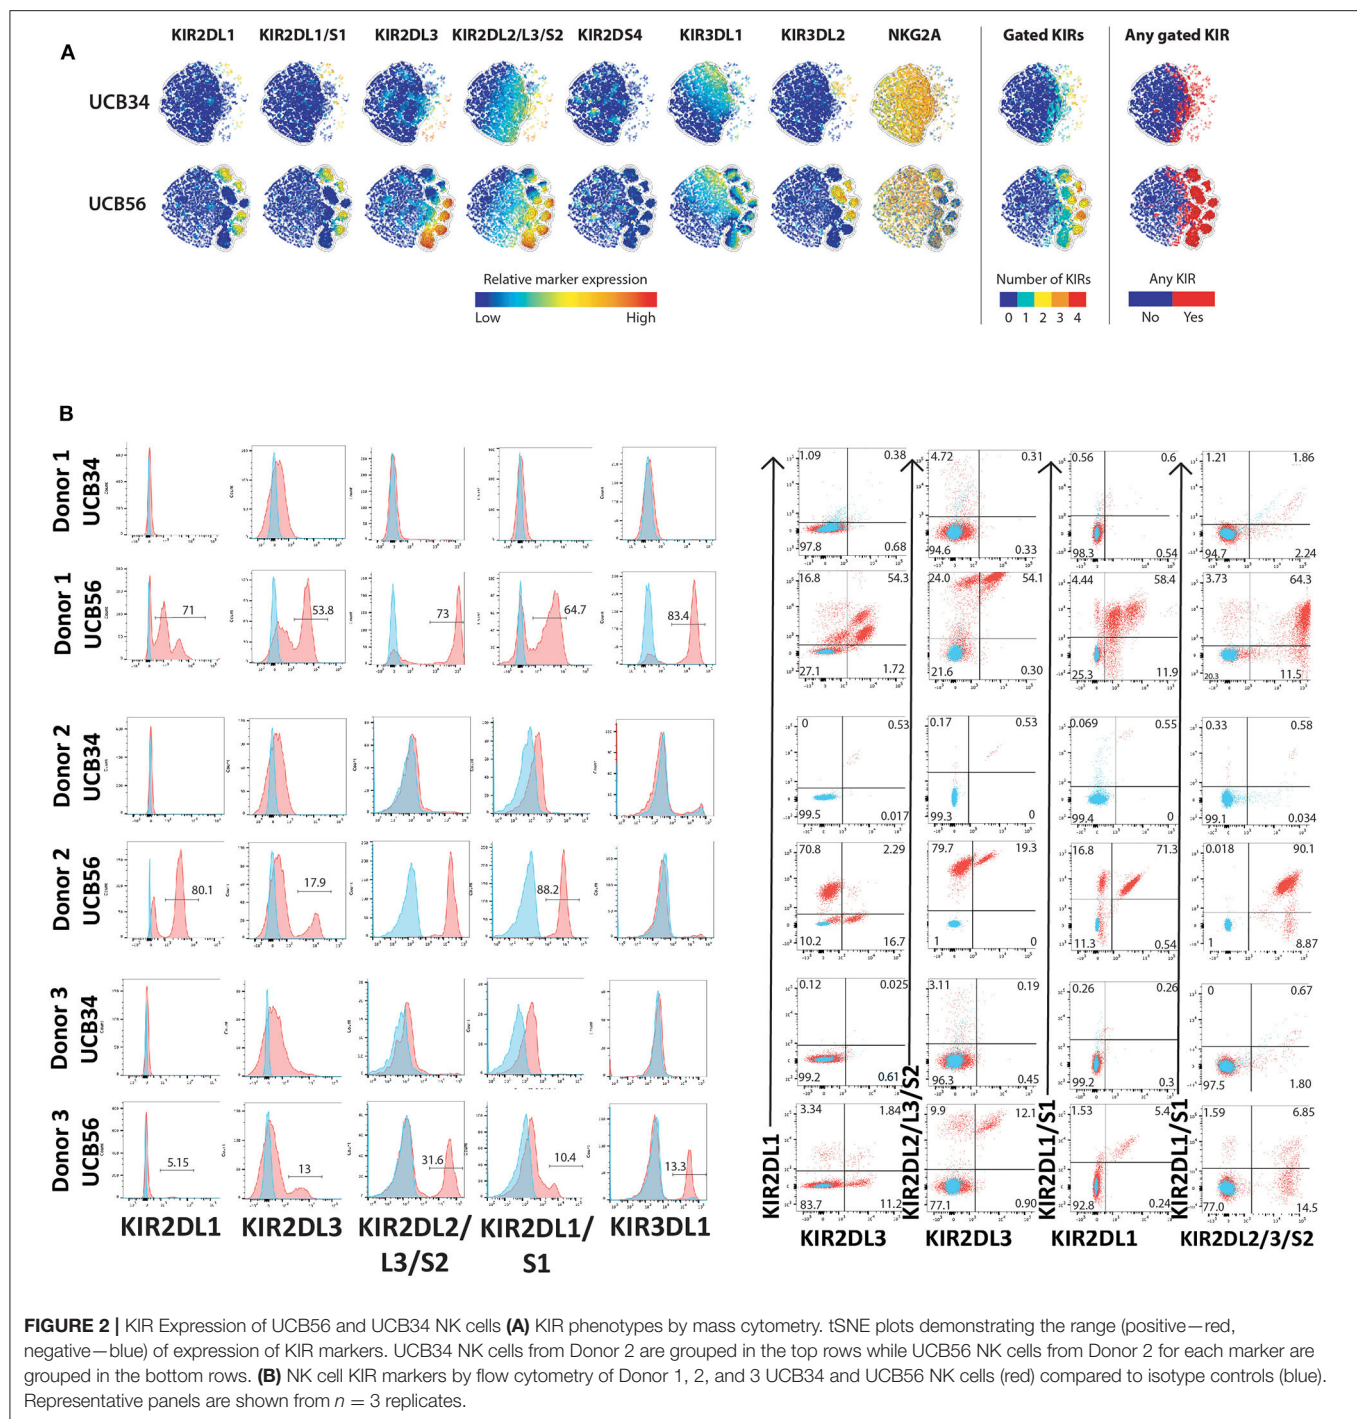 A
KIR2DL1 KIR2DL1/S1 KIR2DL3 KIR2DL2/L3/S2 KIR2DS4 KIR3DL1 KIR3DL2 NKG2A Gated KIRs Any gated KIR
UCB34
UCB56
Relative marker expression
Low High
Number of KIRs
0 1 2 3 4
Any KIR
No Yes
B
Donor 1
UCB34
1.09 0.38
97.8 0.68
4.72 0.31
94.6 0.33
0.56 0.6
98.3 0.54
1.21 1.86
94.7 2.24
Donor 1
UCB56
71
53.8
73
64.7
83.4
16.8 54.3
27.1 1.72
24.0 54.1
21.6 0.30
4.44 58.4
25.3 11.9
3.73 64.3
20.3 11.5
Donor 2
UCB34
0 0.53
99.5 0.017
0.17 0.53
99.3 0
0.069 0.55
99.4 0
0.33 0.58
99.1 0.034
Donor 2
UCB56
80.1
17.9
88.2
70.8 2.29
10.2 16.7
79.7 19.3
1 0
16.8 71.3
11.3 0.54
0.018 90.1
1 8.87
Donor 3
UCB34
0.12 0.025
99.2 0.61
3.11 0.19
96.3 0.45
0.26 0.26
99.2 0.3
0 0.67
97.5 1.80
Donor 3
UCB56
5.15
13
31.6
10.4
13.3
3.34 1.84
83.7 11.2
9.9 12.1
77.1 0.90
1.53 5.4
92.8 0.24
1.59 6.85
77.0 14.5
KIR2DL1
KIR2DL2/L3/S2
KIR2DL1/S1
KIR2DL1/S1
KIR2DL1 KIR2DL3 KIR2DL2/ KIR2DL1/ KIR3DL1
L3/S2 S1
KIR2DL3 KIR2DL3 KIR2DL1 KIR2DL2/3/S2
FIGURE 2 | KIR Expression of UCB56 and UCB34 NK cells (A) KIR phenotypes by mass cytometry. tSNE plots demonstrating the range (positive—red,
negative—blue) of expression of KIR markers. UCB34 NK cells from Donor 2 are grouped in the top rows while UCB56 NK cells from Donor 2 for each marker are
grouped in the bottom rows. (B) NK cell KIR markers by flow cytometry of Donor 1, 2, and 3 UCB34 and UCB56 NK cells (red) compared to isotype controls (blue).
Representative panels are shown from n = 3 replicates.